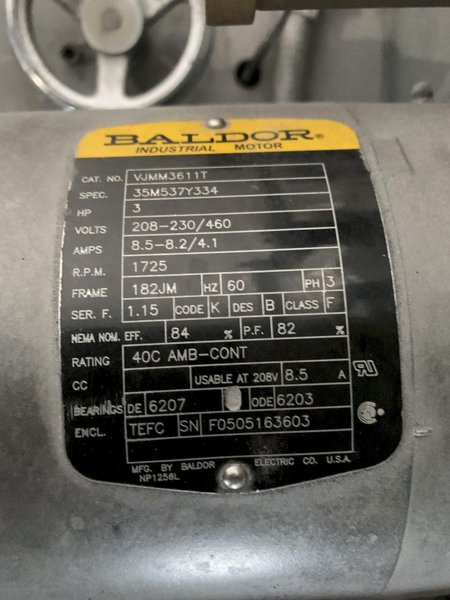 BALDOR®
INDUSTRIAL MOTOR
CAT. NO. VJMM3611T
SPEC. 35M537Y334
HP 3
VOLTS 208-230/460
AMPS 8.5-8.2/4.1
R.P.M. 1725
FRAME 182JM HZ 60 PH 3
SER. F. 1.15 CODE K DES B CLASS F
NEMA NOM. EFF. 84 % P.F. 82 %
RATING 40C AMB-CONT
CC USABLE AT 208V 8.5 A
BEARINGS DE 6207 ODE 6203
ENCL. TEFC SN F0505163603
MFG. BY BALDOR ELECTRIC CO. U.S.A.
NP1256L